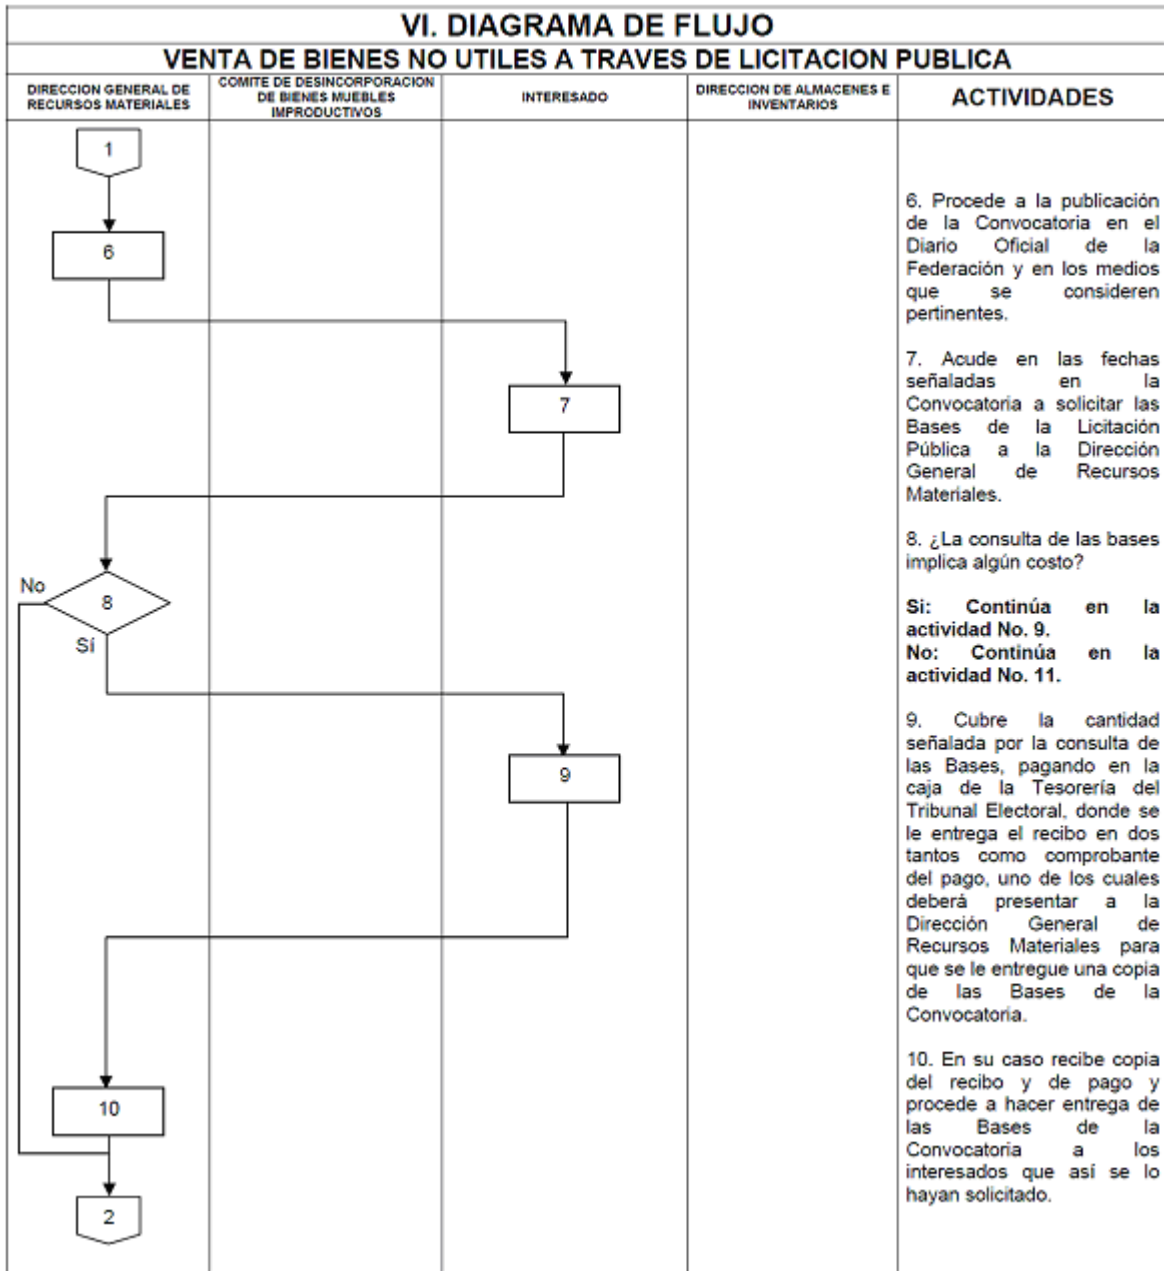 VI. DIAGRAMA DE FLUJO
VENTA DE BIENES NO UTILES A TRAVES DE LICITACION PUBLICA
DIRECCION GENERAL DE
RECURSOS MATERIALES
COMITE DE DESINCORPORACION
DE BIENES MUEBLES
IMPRODUCTIVOS
INTERESADO
DIRECCION DE ALMACENES E
INVENTARIOS
ACTIVIDADES
1
6
7
No
8
Sí
9
10
2
6. Procede a la publicación
de la Convocatoria en el
Diario Oficial de la
Federación y en los medios
que se consideren
pertinentes.
7. Acude en las fechas
señaladas en la
Convocatoria a solicitar las
Bases de la Licitación
Pública a la Dirección
General de Recursos
Materiales.
8. ¿La consulta de las bases
implica algún costo?
Si: Continúa en la
actividad No. 9.
No: Continúa en la
actividad No. 11.
9. Cubre la cantidad
señalada por la consulta de
las Bases, pagando en la
caja de la Tesorería del
Tribunal Electoral, donde se
le entrega el recibo en dos
tantos como comprobante
del pago, uno de los cuales
deberá presentar a la
Dirección General de
Recursos Materiales para
que se le entregue una copia
de las Bases de la
Convocatoria.
10. En su caso recibe copia
del recibo y de pago y
procede a hacer entrega de
las Bases de la
Convocatoria a los
interesados que así se lo
hayan solicitado.